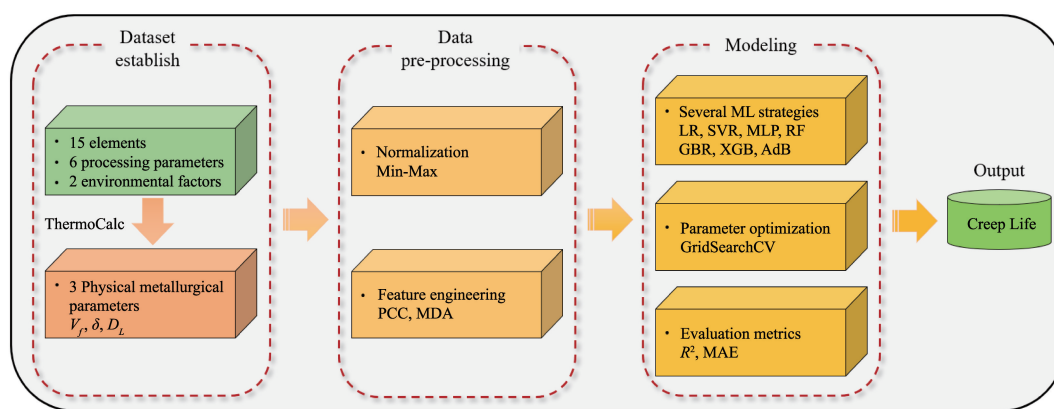 Dataset
establish
• 15 elements
• 6 processing parameters
• 2 environmental factors
ThermoCalc
• 3 Physical metallurgical
parameters
V_f, δ, D_L
Data
pre-processing
• Normalization
Min-Max
• Feature engineering
PCC, MDA
Modeling
• Several ML strategies
LR, SVR, MLP, RF
GBR, XGB, AdB
• Parameter optimization
GridSearchCV
• Evaluation metrics
R², MAE
Output
Creep Life